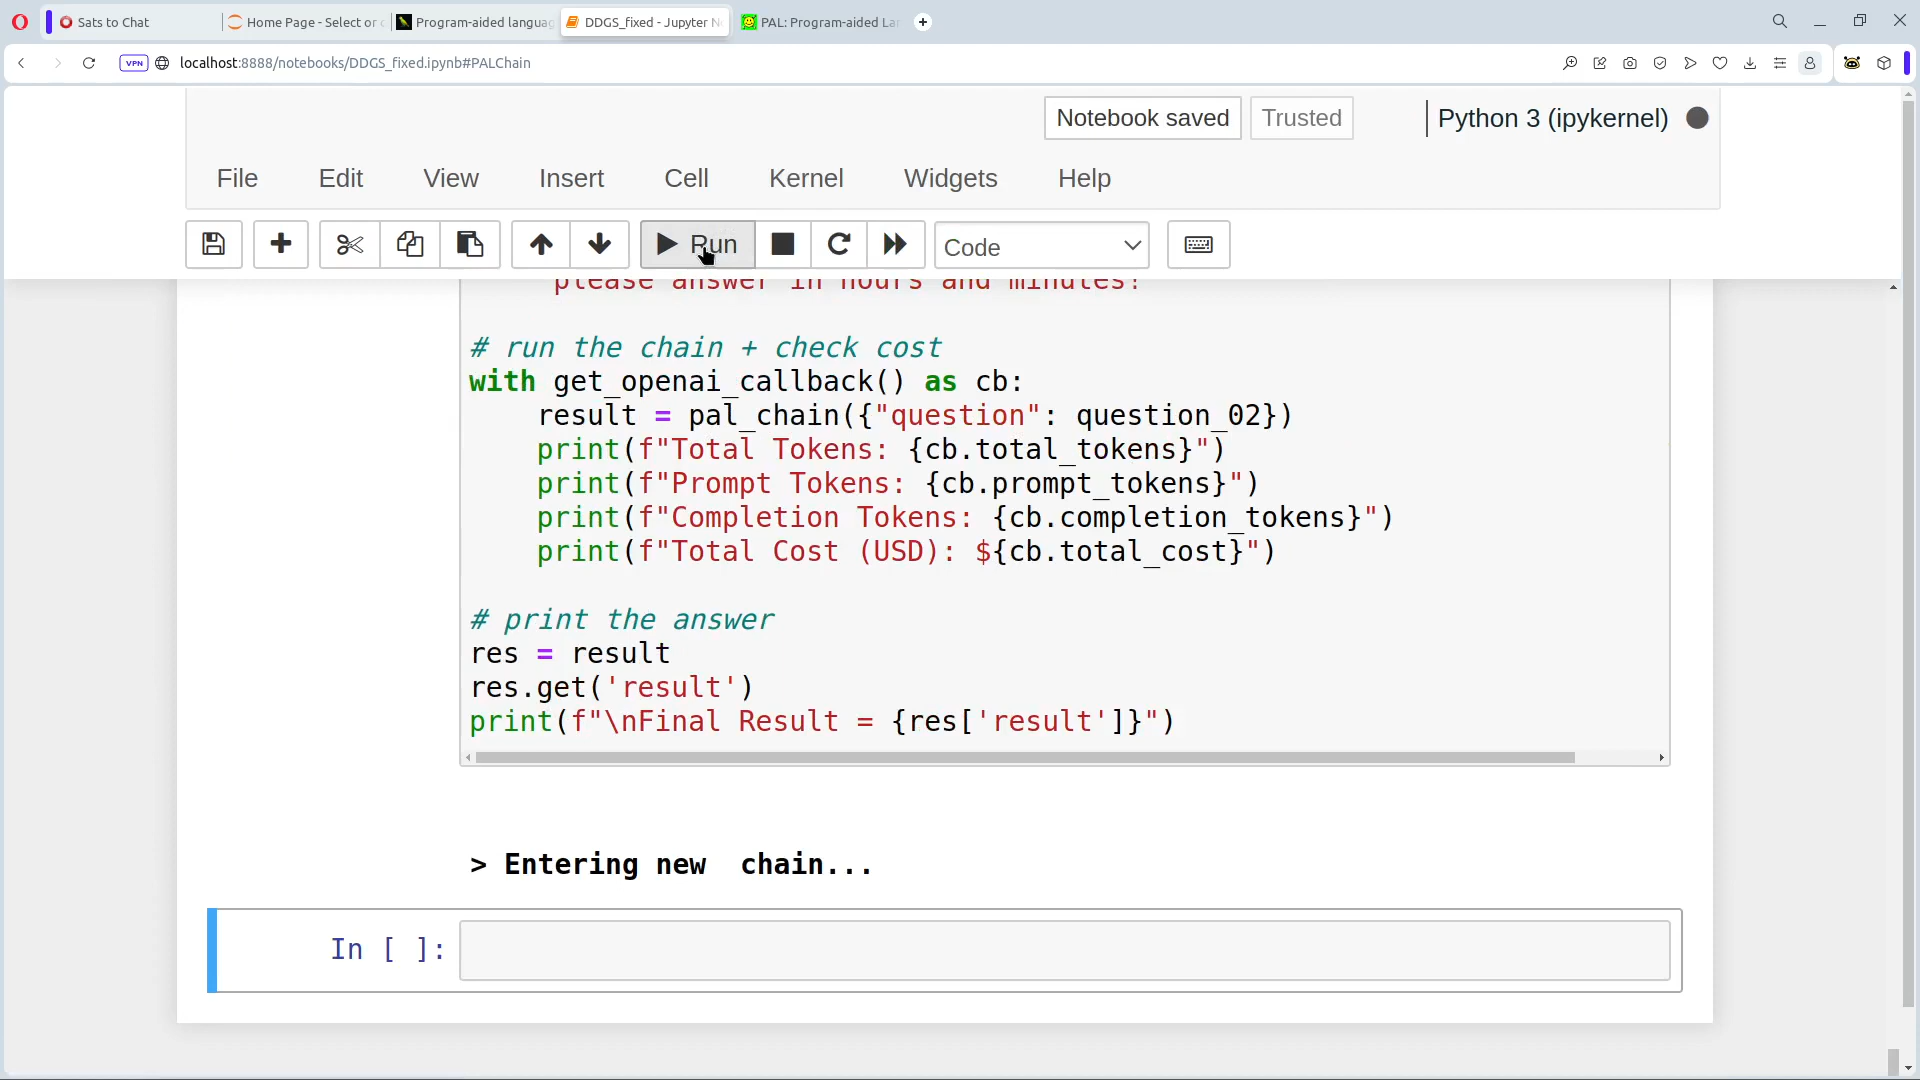 Sats to Chat
Home Page - Select or c
Program-aided languag
DDGS_fixed - Jupyter N
PAL: Program-aided Lar
VPN
localhost:8888/notebooks/DDGS_fixed.ipynb#PALChain
Notebook saved
Trusted
Python 3 (ipykernel)
File
Edit
View
Insert
Cell
Kernel
Widgets
Help
Run
Code
please answer in hours and minutes!
# run the chain + check cost
with get_openai_callback() as cb:
    result = pal_chain({"question": question_02})
    print(f"Total Tokens: {cb.total_tokens}")
    print(f"Prompt Tokens: {cb.prompt_tokens}")
    print(f"Completion Tokens: {cb.completion_tokens}")
    print(f"Total Cost (USD): ${cb.total_cost}")
# print the answer
res = result
res.get('result')
print(f"\nFinal Result = {res['result']}")
> Entering new  chain...
In [ ]: